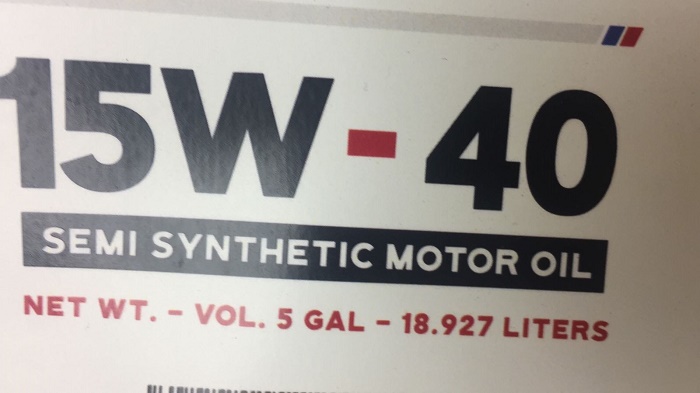 15W-40
SEMI SYNTHETIC MOTOR OIL
NET WT. - VOL. 5 GAL - 18.927 LITERS